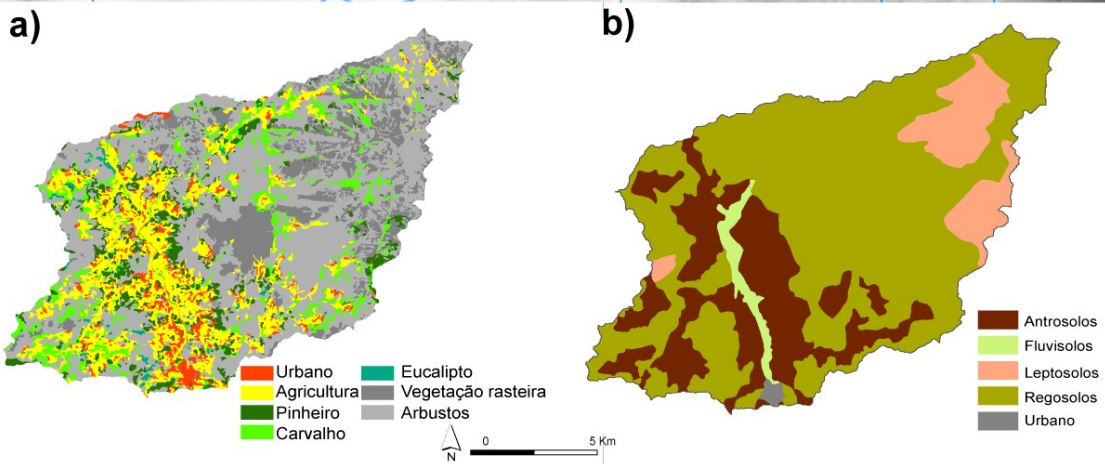 a)
Urbano
Agricultura
Pinheiro
Carvalho
Eucalipto
Vegetação rasteira
Arbustos
N
0 5 Km
b)
Antrosolos
Fluvisolos
Leptosolos
Regosolos
Urbano